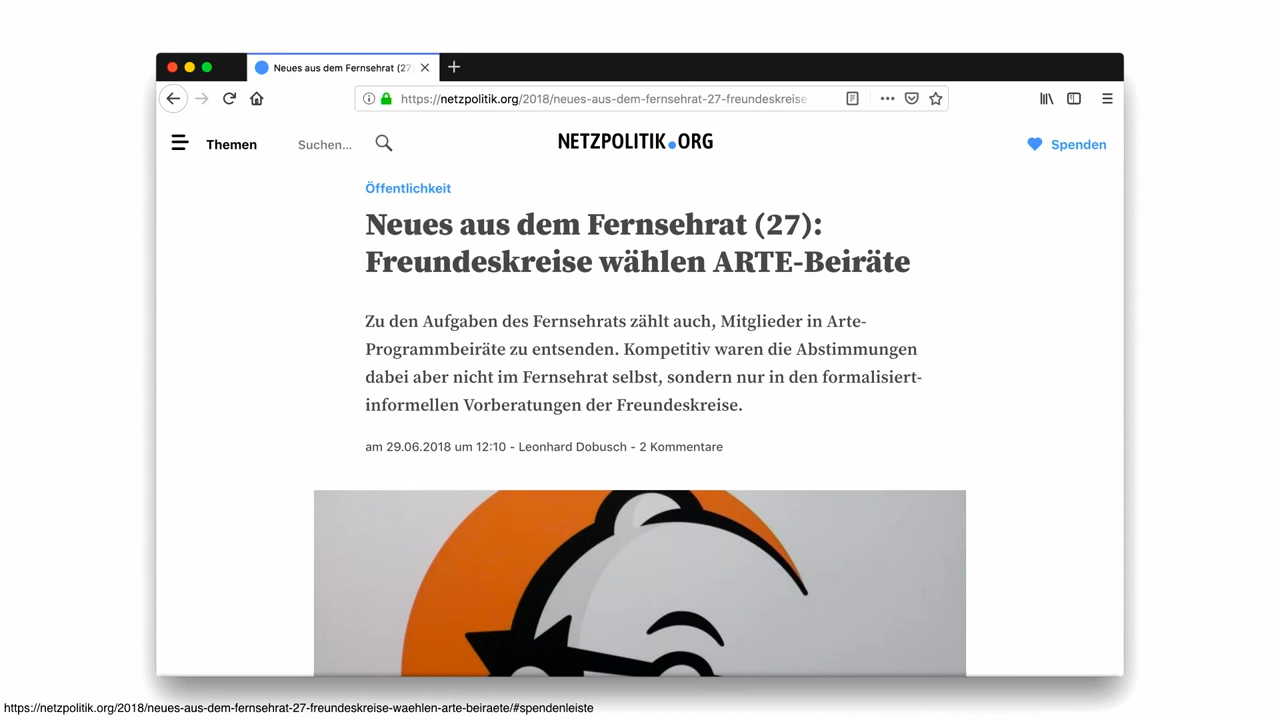 Neues aus dem Fernsehrat (27)
https://netzpolitik.org/2018/neues-aus-dem-fernsehrat-27-freundeskreise
Themen
Suchen...
NETZPOLITIK.ORG
Spenden
Öffentlichkeit
Neues aus dem Fernsehrat (27):
Freundeskreise wählen ARTE-Beiräte
Zu den Aufgaben des Fernsehrats zählt auch, Mitglieder in Arte-
Programmbeiräte zu entsenden. Kompetitiv waren die Abstimmungen
dabei aber nicht im Fernsehrat selbst, sondern nur in den formalisiert-
informellen Vorberatungen der Freundeskreise.
am 29.06.2018 um 12:10 - Leonhard Dobusch - 2 Kommentare
https://netzpolitik.org/2018/neues-aus-dem-fernsehrat-27-freundeskreise-waehlen-arte-beiraete/#spendenleiste